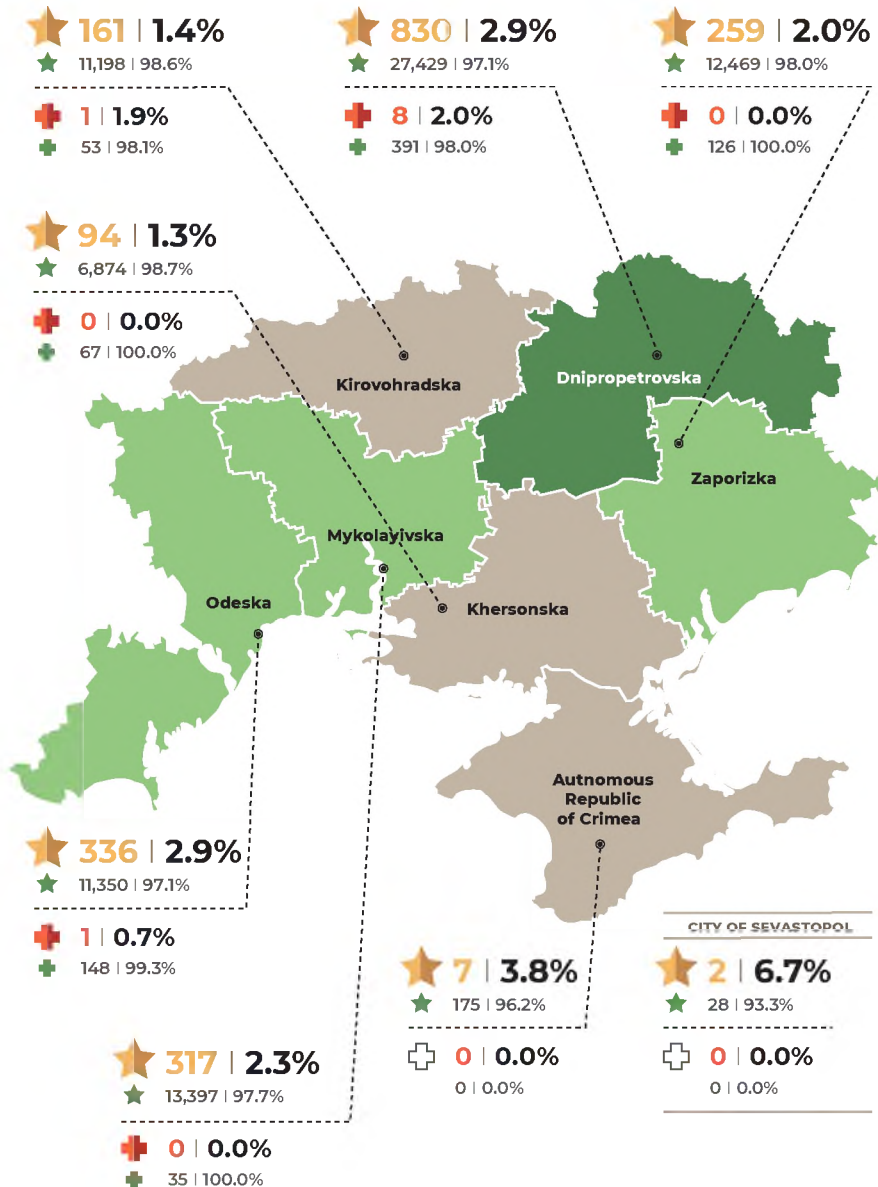 161 | 1.4%
11,198 | 98.6%
1 | 1.9%
53 | 98.1%
830 | 2.9%
27,429 | 97.1%
8 | 2.0%
391 | 98.0%
259 | 2.0%
12,469 | 98.0%
0 | 0.0%
126 | 100.0%
94 | 1.3%
6,874 | 98.7%
0 | 0.0%
67 | 100.0%
Kirovohradska
Dnipropetrovska
Zaporizka
Mykolayivska
Odeska
Khersonska
Autnomous
Republic
of Crimea
336 | 2.9%
11,350 | 97.1%
1 | 0.7%
148 | 99.3%
CITY OF SEVASTOPOL
7 | 3.8%
175 | 96.2%
0 | 0.0%
0 | 0.0%
2 | 6.7%
28 | 93.3%
0 | 0.0%
0 | 0.0%
317 | 2.3%
13,397 | 97.7%
0 | 0.0%
35 | 100.0%